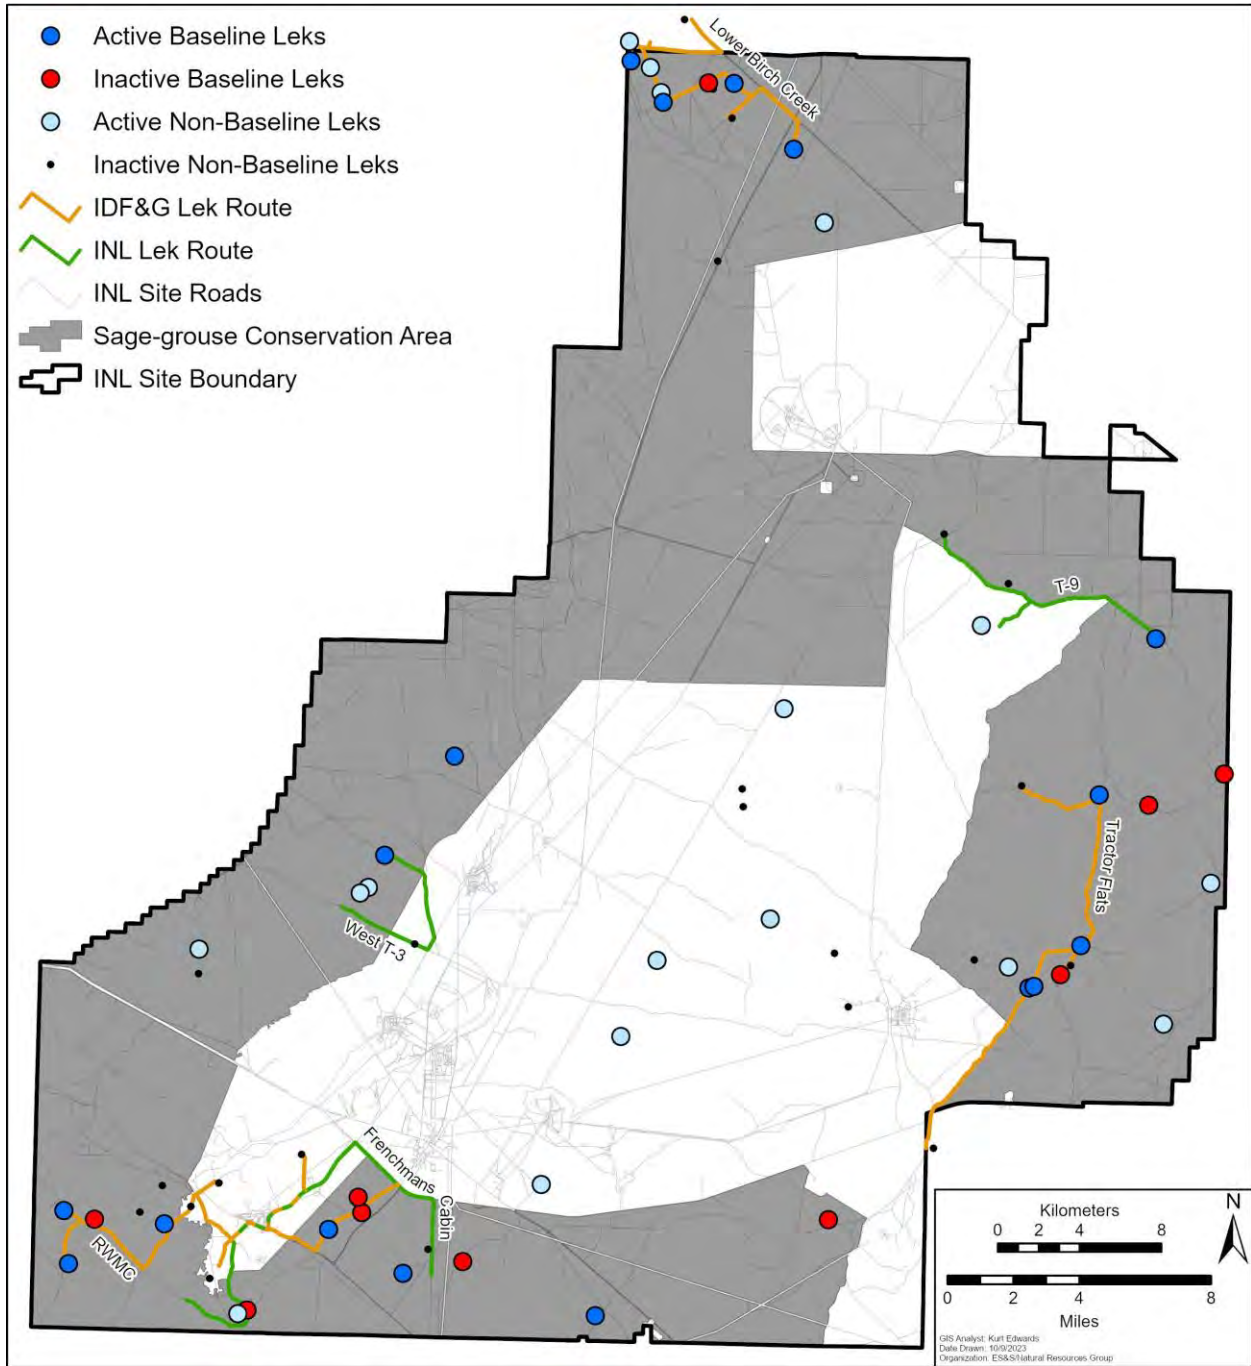 Active Baseline Leks
Inactive Baseline Leks
Active Non-Baseline Leks
Inactive Non-Baseline Leks
IDF&G Lek Route
INL Lek Route
INL Site Roads
Sage-grouse Conservation Area
INL Site Boundary
Lower Birch Creek
T-9
Tractor Flats
West T-3
Frenchmans Cabin
RWMC
N
Kilometers
0 2 4 8
0 2 4 8
Miles
GIS Analyst: Kurt Edwards
Date Drawn: 10/9/2023
Organization: ES&S/Natural Resources Group